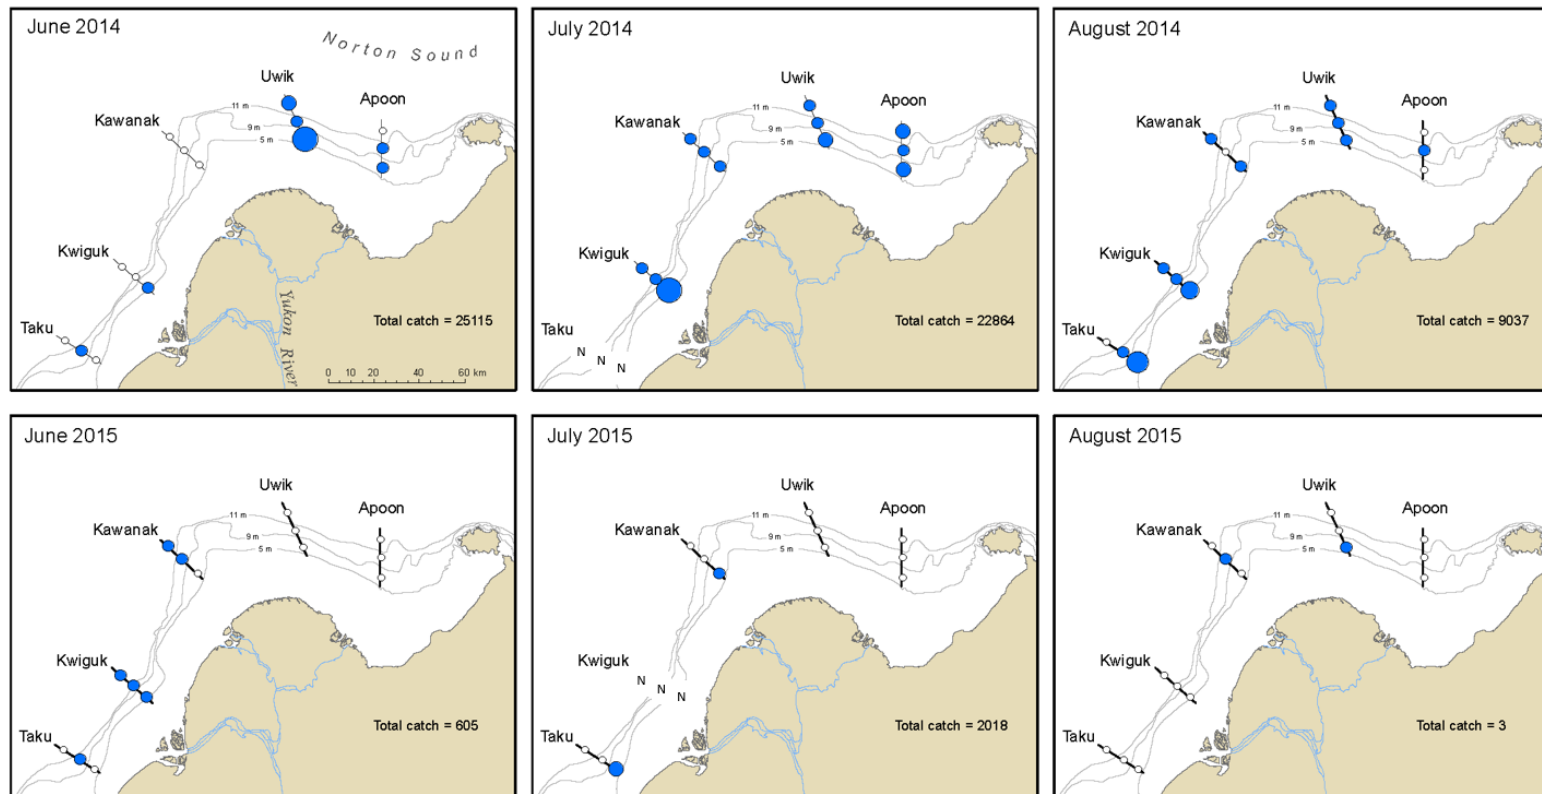 June 2014
Norton Sound
Uwik
Apoon
11 m
Kawanak
9 m
5 m
Kwiguk
Yukon River
Taku
Total catch = 25115
0 10 20 40 60 km
July 2014
Uwik
Apoon
11 m
Kawanak
9 m
5 m
Kwiguk
Total catch = 22864
Taku
N N N
August 2014
Uwik
Apoon
11 m
Kawanak
9 m
5 m
Kwiguk
Total catch = 9037
Taku
June 2015
Uwik
Apoon
11 m
Kawanak
9 m
5 m
Kwiguk
Total catch = 605
Taku
July 2015
Uwik
Apoon
11 m
Kawanak
9 m
5 m
Kwiguk
N N N
Total catch = 2018
Taku
August 2015
Uwik
Apoon
11 m
Kawanak
9 m
5 m
Kwiguk
Total catch = 3
Taku